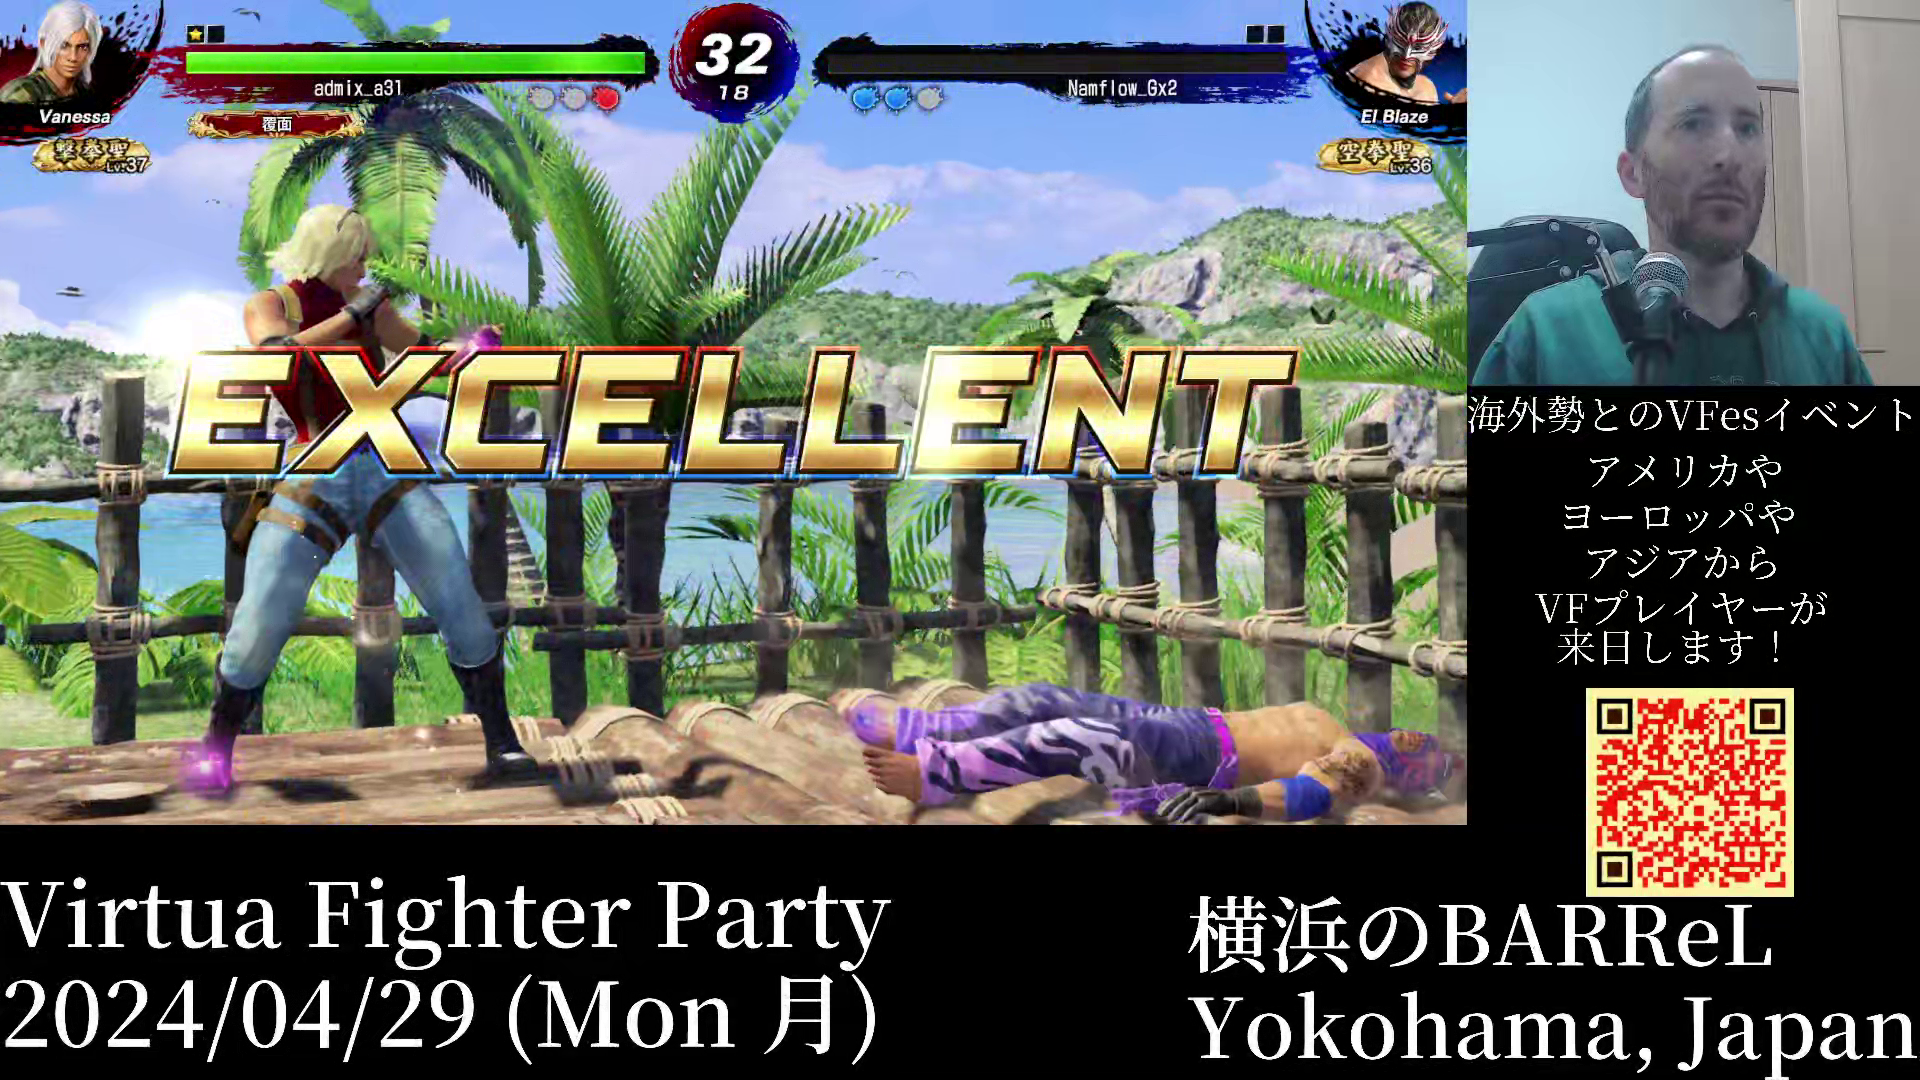 32
18
admix_a31
Namflow_Gx2
Vanessa
El Blaze
覆面
撃拳聖
Lv.37
空拳聖
Lv.36
EXCELLENT
海外勢とのVFesイベント
アメリカや
ヨーロッパや
アジアから
VFプレイヤーが
来日します！
Virtua Fighter Party
2024/04/29 (Mon 月)
横浜のBARReL
Yokohama, Japan